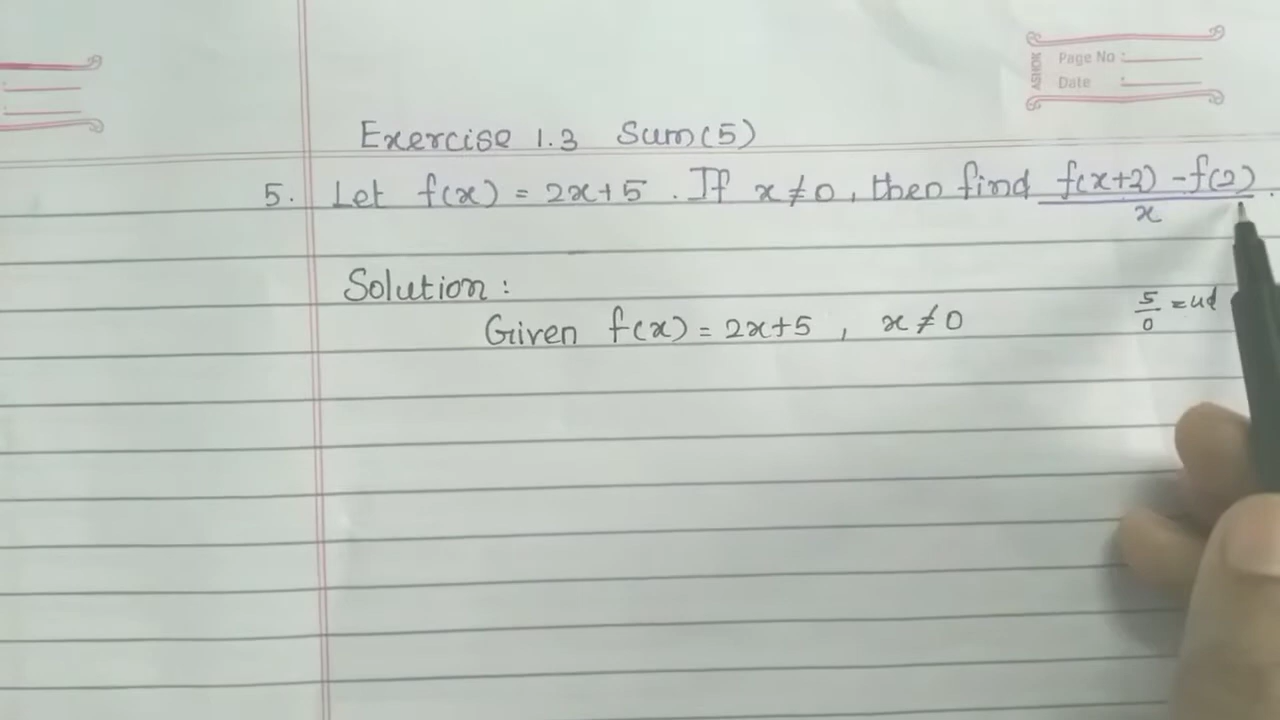 ASHOK
Page No :
Date :
Exercise 1.3 Sum(5)
5. Let f(x) = 2x+5 . If x≠0, then find f(x+2) - f(2) / x .
Solution :
Given f(x) = 2x+5 , x≠0
5/0 = ud